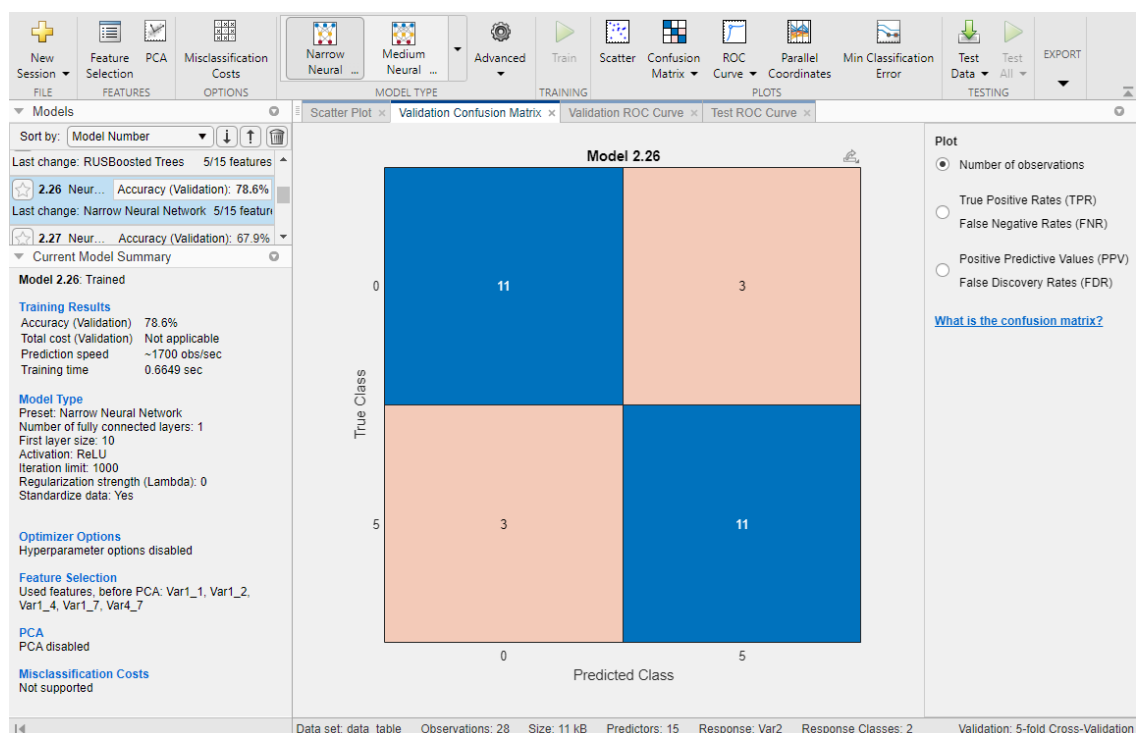 New Session
Feature Selection
PCA
Misclassification Costs
Narrow Neural ...
Medium Neural ...
Advanced
Train
Scatter
Confusion Matrix
ROC Curve
Parallel Coordinates
Min Classification Error
Test Data
Test All
EXPORT
FILE
FEATURES
OPTIONS
MODEL TYPE
TRAINING
PLOTS
TESTING
Models
Sort by: Model Number
Last change: RUSBoosted Trees 5/15 features
2.26 Neur... Accuracy (Validation): 78.6%
Last change: Narrow Neural Network 5/15 featur
2.27 Neur... Accuracy (Validation): 67.9%
Current Model Summary
Model 2.26: Trained
Training Results
Accuracy (Validation) 78.6%
Total cost (Validation) Not applicable
Prediction speed ~1700 obs/sec
Training time 0.6649 sec
Model Type
Preset: Narrow Neural Network
Number of fully connected layers: 1
First layer size: 10
Activation: ReLU
Iteration limit: 1000
Regularization strength (Lambda): 0
Standardize data: Yes
Optimizer Options
Hyperparameter options disabled
Feature Selection
Used features, before PCA: Var1_1, Var1_2,
Var1_4, Var1_7, Var4_7
PCA
PCA disabled
Misclassification Costs
Not supported
Scatter Plot
Validation Confusion Matrix
Validation ROC Curve
Test ROC Curve
Model 2.26
True Class
0
11
3
5
3
11
0
5
Predicted Class
Plot
Number of observations
True Positive Rates (TPR)
False Negative Rates (FNR)
Positive Predictive Values (PPV)
False Discovery Rates (FDR)
What is the confusion matrix?
Data set: data_table Observations: 28 Size: 11 kB Predictors: 15 Response: Var2 Response Classes: 2 Validation: 5-fold Cross-Validation